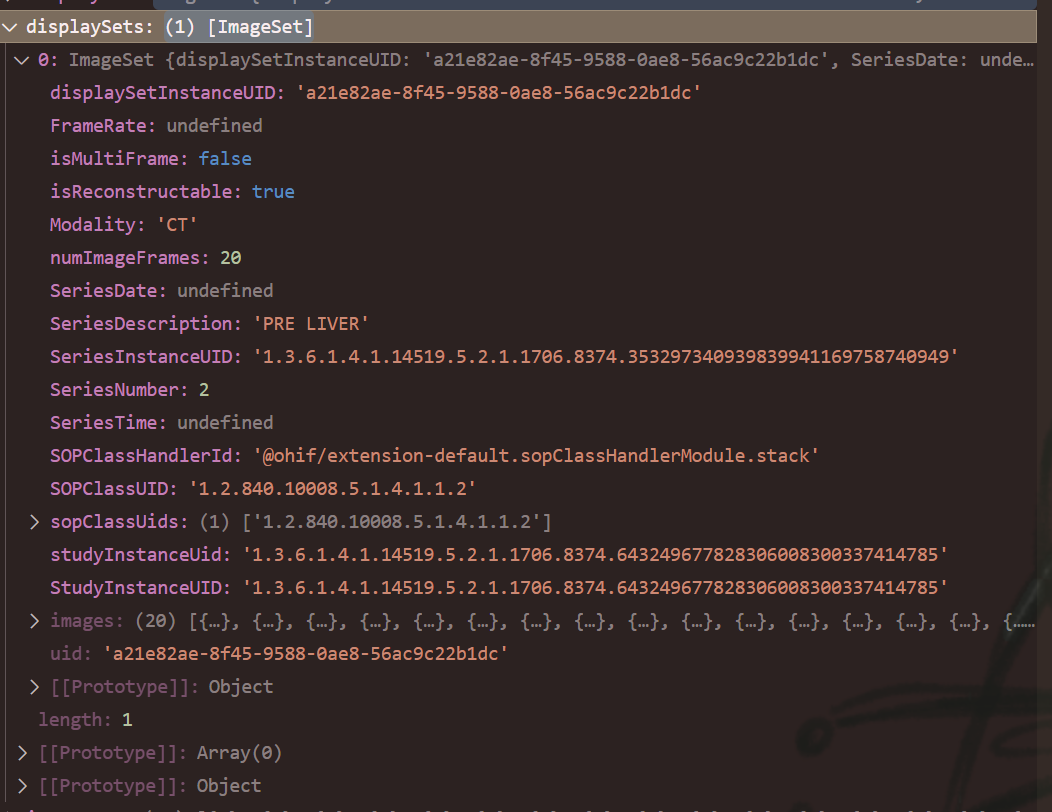 displaySets: (1) [ImageSet]
0: ImageSet {displaySetInstanceUID: 'a21e82ae-8f45-9588-0ae8-56ac9c22b1dc', SeriesDate: unde…
displaySetInstanceUID: 'a21e82ae-8f45-9588-0ae8-56ac9c22b1dc'
FrameRate: undefined
isMultiFrame: false
isReconstructable: true
Modality: 'CT'
numImageFrames: 20
SeriesDate: undefined
SeriesDescription: 'PRE LIVER'
SeriesInstanceUID: '1.3.6.1.4.1.14519.5.2.1.1706.8374.353297340939839941169758740949'
SeriesNumber: 2
SeriesTime: undefined
SOPClassHandlerId: '@ohif/extension-default.sopClassHandlerModule.stack'
SOPClassUID: '1.2.840.10008.5.1.4.1.1.2'
sopClassUids: (1) ['1.2.840.10008.5.1.4.1.1.2']
studyInstanceUid: '1.3.6.1.4.1.14519.5.2.1.1706.8374.643249677828306008300337414785'
StudyInstanceUID: '1.3.6.1.4.1.14519.5.2.1.1706.8374.643249677828306008300337414785'
images: (20) [{…}, {…}, {…}, {…}, {…}, {…}, {…}, {…}, {…}, {…}, {…}, {…}, {…}, {…}, {…}, {……
uid: 'a21e82ae-8f45-9588-0ae8-56ac9c22b1dc'
[[Prototype]]: Object
length: 1
[[Prototype]]: Array(0)
[[Prototype]]: Object